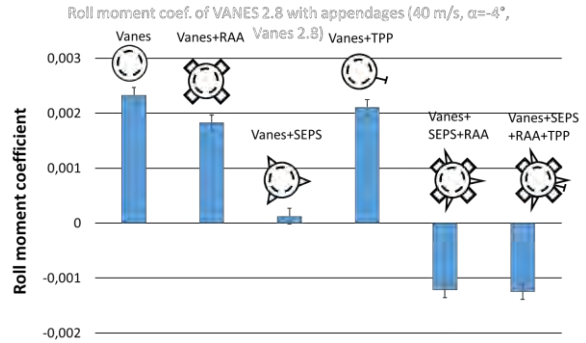 Roll moment coef. of VANES 2.8 with appendages (40 m/s, α=-4°,
Vanes 2.8)
Vanes
Vanes+RAA
Vanes+TPP
Vanes+SEPS
Vanes+
SEPS+RAA
Vanes+SEPS
+RAA+TPP
Roll moment coefficient
0,003
0,002
0,001
0
-0,001
-0,002